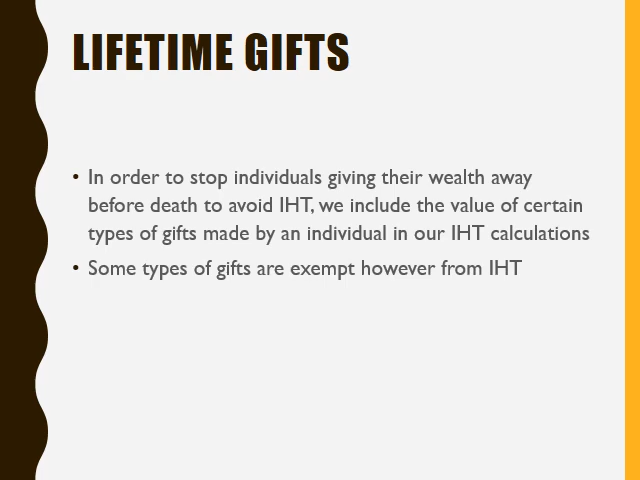 LIFETIME GIFTS
• In order to stop individuals giving their wealth away
before death to avoid IHT, we include the value of certain
types of gifts made by an individual in our IHT calculations
• Some types of gifts are exempt however from IHT